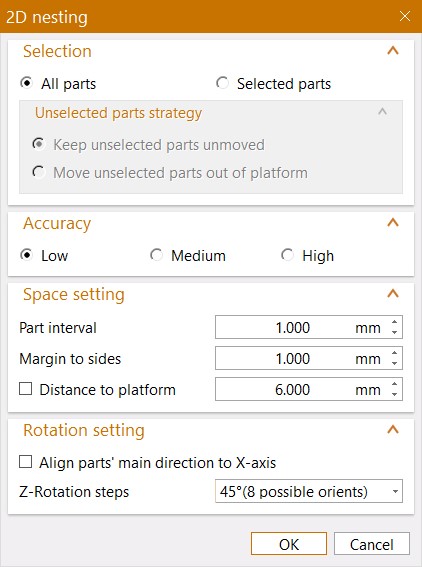 2D nesting
Selection
All parts
Selected parts
Unselected parts strategy
Keep unselected parts unmoved
Move unselected parts out of platform
Accuracy
Low
Medium
High
Space setting
Part interval
1.000 mm
Margin to sides
1.000 mm
Distance to platform
6.000 mm
Rotation setting
Align parts' main direction to X-axis
Z-Rotation steps
45°(8 possible orients)
OK
Cancel